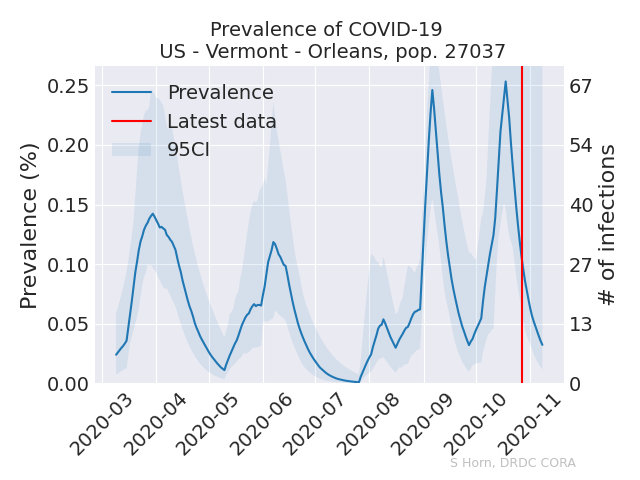 Prevalence of COVID-19
US - Vermont - Orleans, pop. 27037
Prevalence
Latest data
95CI
Prevalence (%)
0.25
0.20
0.15
0.10
0.05
0.00
67
54
40
27
13
0
# of infections
2020-03
2020-04
2020-05
2020-06
2020-07
2020-08
2020-09
2020-10
2020-11
S Horn, DRDC CORA